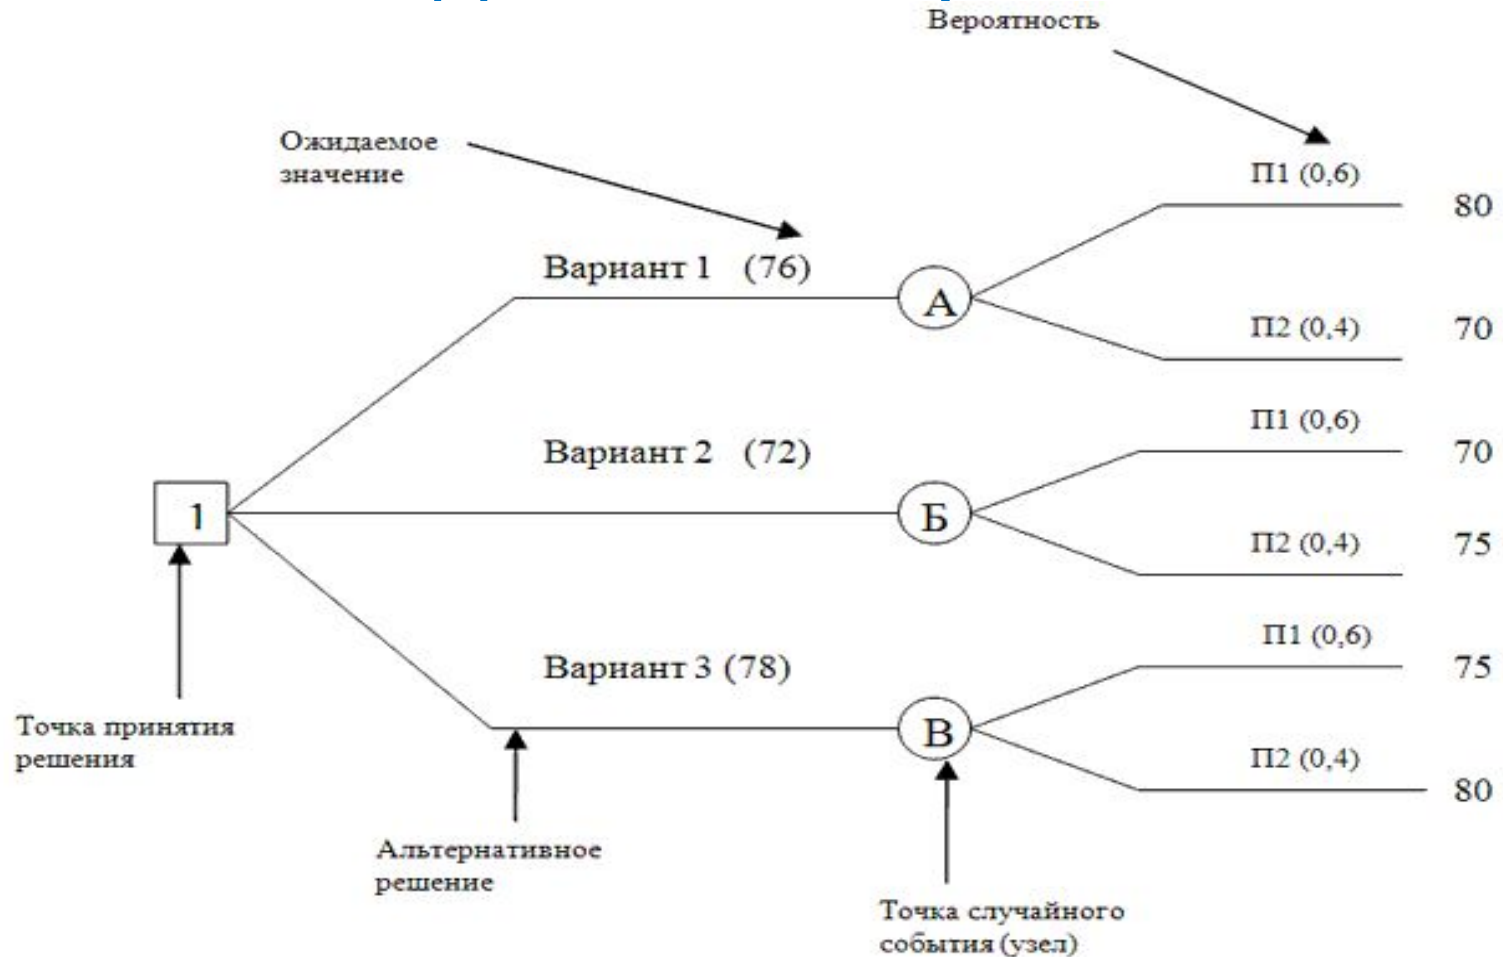 Вероятность
Ожидаемое
значение
П1 (0,6)
80
Вариант 1 (76)
А
П2 (0,4)
70
П1 (0,6)
70
Вариант 2 (72)
1
Б
П2 (0,4)
75
П1 (0,6)
75
Вариант 3 (78)
В
П2 (0,4)
80
Точка принятия
решения
Альтернативное
решение
Точка случайного
события (узел)